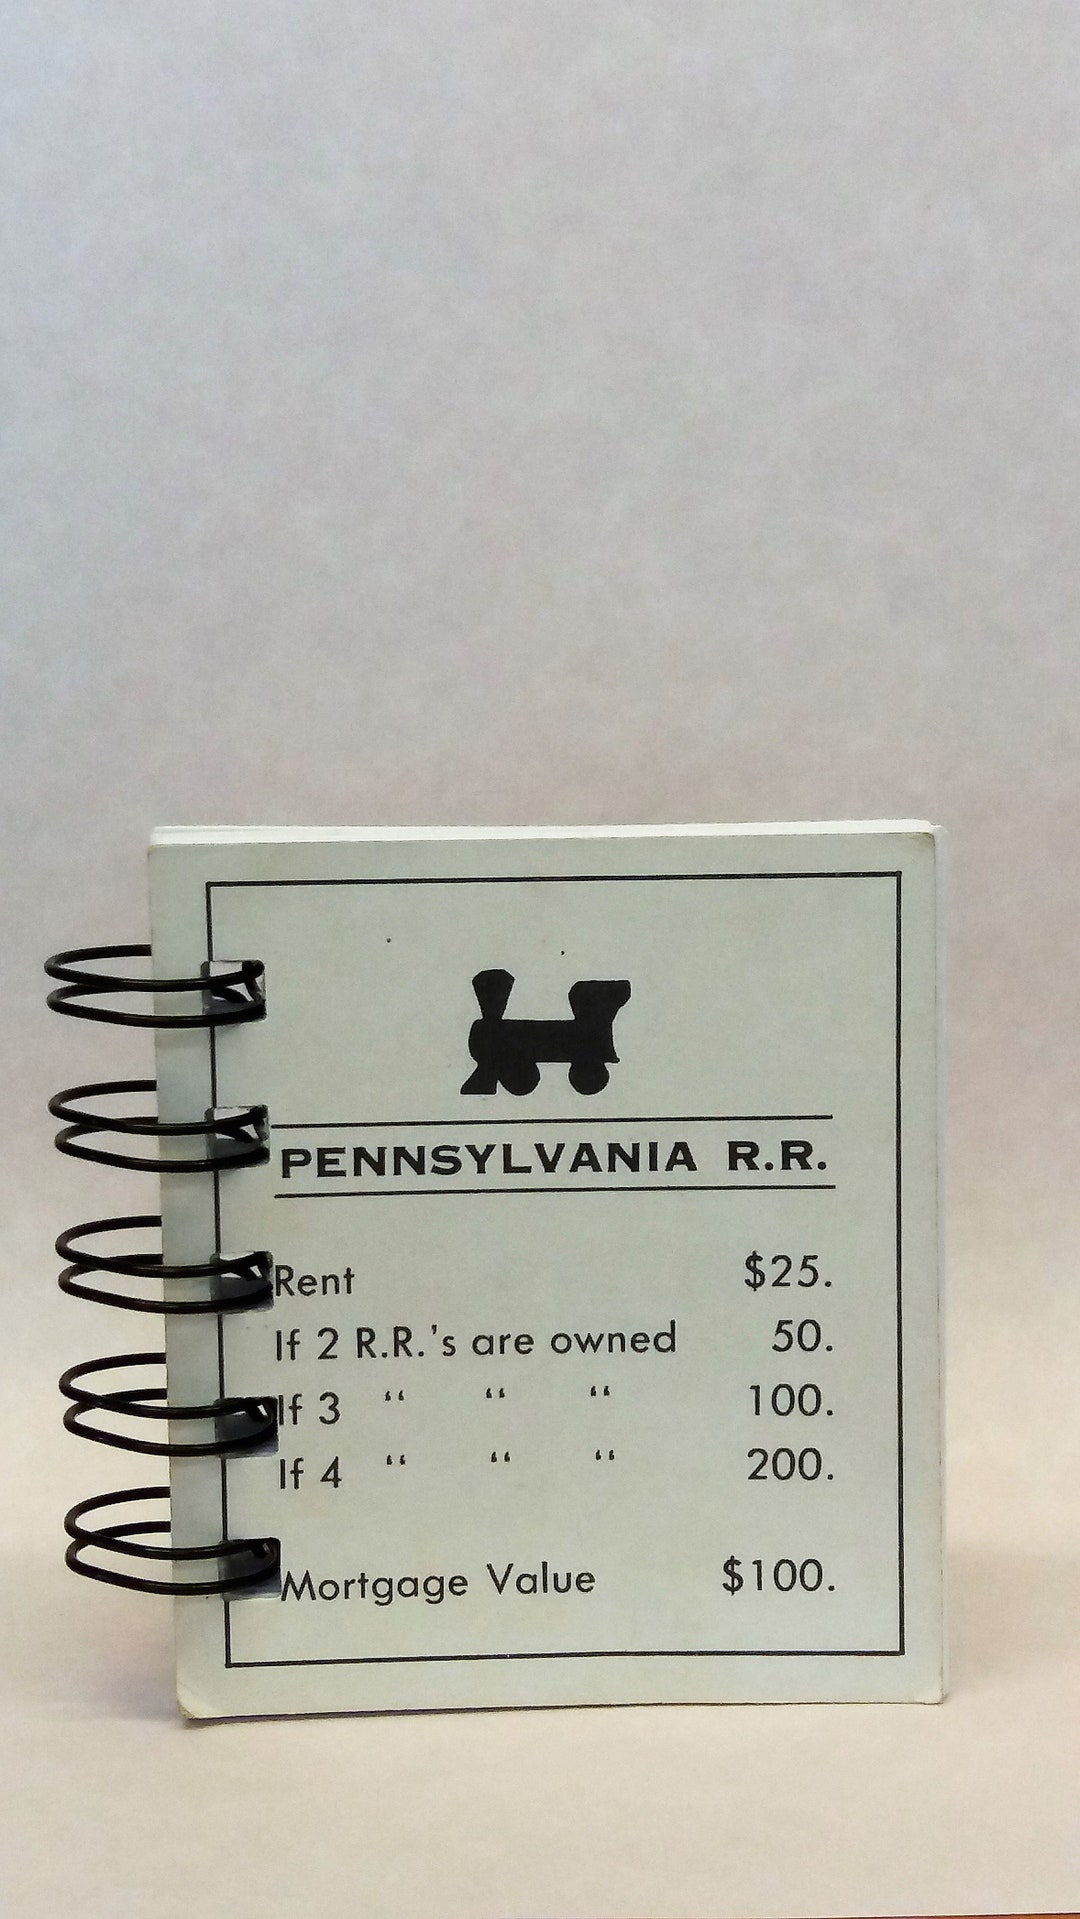 PENNSYLVANIA R.R.
Rent $25.
If 2 R.R.'s are owned 50.
If 3 “ “ “ 100.
If 4 “ “ “ 200.
Mortgage Value $100.